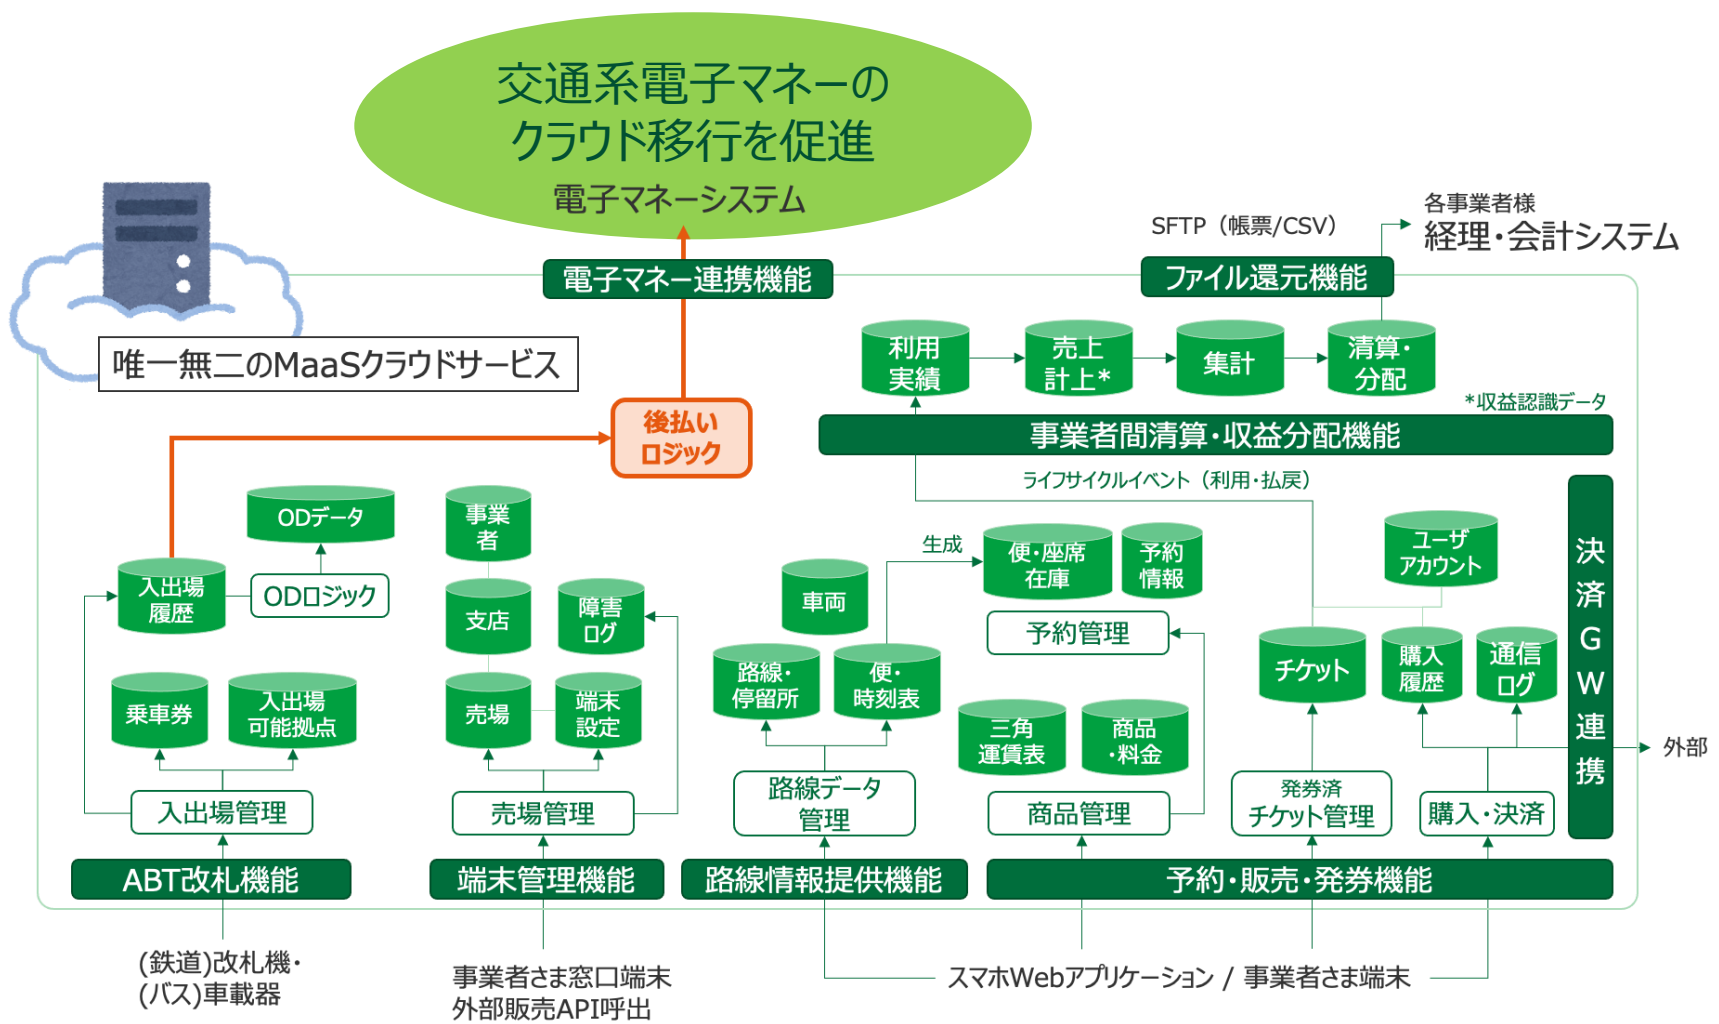 交通系電子マネーの
クラウド移行を促進
電子マネーシステム
SFTP（帳票/CSV）
各事業者様
経理・会計システム
電子マネー連携機能
ファイル還元機能
唯一無二のMaaSクラウドサービス
利用
実績
売上
計上*
集計
清算・
分配
*収益認識データ
後払い
ロジック
事業者間清算・収益分配機能
ライフサイクルイベント（利用・払戻）
ODデータ
入出場
履歴
ODロジック
乗車券
入出場
可能拠点
入出場管理
ABT改札機能
(鉄道)改札機・
(バス)車載器
事業
者
支店
障害
ログ
売場
端末
設定
売場管理
端末管理機能
事業者さま窓口端末
外部販売API呼出
車両
生成
便・座席
在庫
予約
情報
予約管理
路線・
停留所
便・
時刻表
三角
運賃表
商品
・料金
路線データ
管理
商品管理
路線情報提供機能
ユーザ
アカウント
チケット
購入
履歴
通信
ログ
発券済
チケット管理
購入・決済
予約・販売・発券機能
決済GW連携
外部
スマホWebアプリケーション / 事業者さま端末